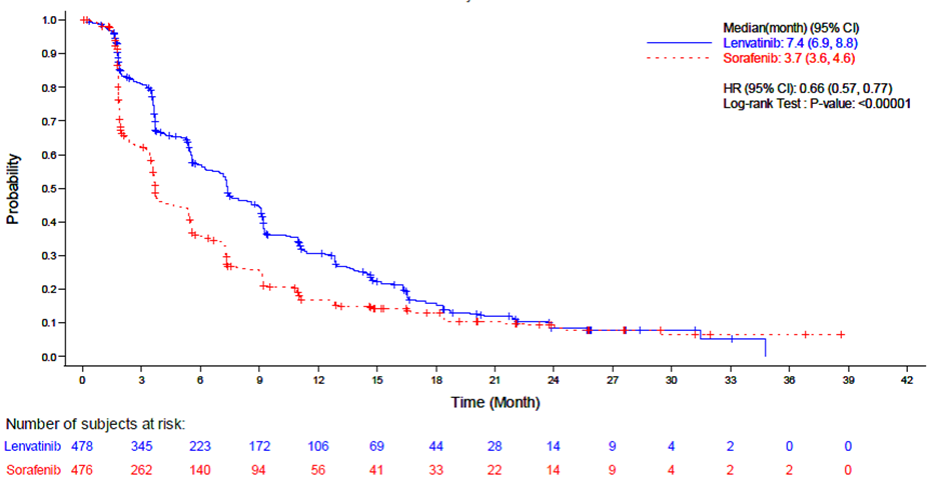 Median(month) (95% CI)
Lenvatinib: 7.4 (6.9, 8.8)
Sorafenib: 3.7 (3.6, 4.6)
HR (95% CI): 0.66 (0.57, 0.77)
Log-rank Test : P-value: <0.00001
Probability
1.0
0.9
0.8
0.7
0.6
0.5
0.4
0.3
0.2
0.1
0.0
0 3 6 9 12 15 18 21 24 27 30 33 36 39 42
Time (Month)
Number of subjects at risk:
Lenvatinib 478 345 223 172 106 69 44 28 14 9 4 2 0 0
Sorafenib 476 262 140 94 56 41 33 22 14 9 4 2 2 0